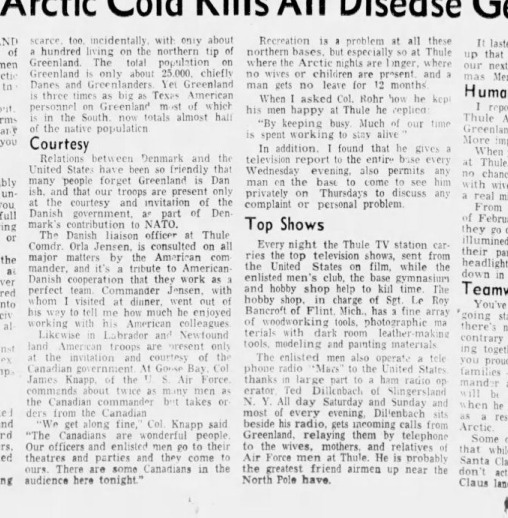 Arctic Cold Kills All Disease Ge
scarce, too, incidentally, with only about
a hundred living on the northern tip of
Greenland. The total population on
Greenland is only about 25,000, chiefly
Danes and Greenlanders. Yet Greenland
is three times as big as Texas American
personnel on Greenland most of which
is in the South, now totals almost half
of the native population
Courtesy
Relations between Denmark and the
United States have been so friendly that
many people forget Greenland is Dan
ish, and that our troops are present only
at the courtesy and invitation of the
Danish government, as part of Den-
mark's contribution to NATO.
The Danish liaison officer at Thule
Comdr. Orla Jensen, is consulted on all
major matters by the American com
mander, and it's a tribute to American-
Danish cooperation that they work as a
perfect team. Commander Jensen, with
whom I visited at dinner, went out of
his way to tell me how much he enjoyed
working with his American colleagues
Likewise in Labrador and Newfound
land American troops are present only
at the invitation and courtesy of the
Canadian government. At Goose Bay, Col
James Knapp, of the U. S. Air Force,
commands about twice as many men as
the Canadian commander but takes or-
ders from the Canadian
"We get along fine," Col. Knapp said
"The Canadians are wonderful people.
Our officers and enlisted men go to their
theatres and parties and they come to
ours. There are some Canadians in the
audience here tonight."
Recreation is a problem at all these
northern bases, but especially so at Thule
where the Arctic nights are longer, where
no wives or children are present, and a
man gets no leave for 12 months.
When I asked Col. Rohr how he kept
his men happy at Thule he replied:
"By keeping busy. Much of our time
is spent working to stay alive"
In addition, I found that he gives a
television report to the entire base every
Wednesday evening, also permits any
man on the base to come to see him
privately on Thursdays to discuss any
complaint or personal problem.
Top Shows
Every night the Thule TV station car-
ries the top television shows, sent from
the United States on film, while the
enlisted men's club, the base gymnasium
and hobby shop help to kill time. The
hobby shop, in charge of Sgt. Le Roy
Bancroft of Flint, Mich., has a fine array
of woodworking tools, photographic ma
terials with dark room leather-making
tools, modeling and painting materials
The enlisted men also operate a tele
phone radio "Mars" to the United States
thanks in large part to a ham radio op
erator, Ted Dillenbach of Slingersland
N. Y. All day Saturday and Sunday and
most of every evening, Dillenbach sits
beside his radio, gets incoming calls from
Greenland, relaying them by telephone
to the wives, mothers, and relatives of
Air Force men at Thule. He is probably
the greatest friend airmen up near the
North Pole have.
It laste
up that
our next
mas Mer
Huma
I repo
Thule A
Greenlan
More im
When
at Thule
no chanc
with wive
a real m
From
of Febru
they go
illumined
their pa
headlight
down in
Teamw
You've
going sta
there's n
contrary
ing togeth
you proud
families
mander
will be
when he
as a res
Arctic.
Some
that whil
Santa Cla
don't act
Claus lan